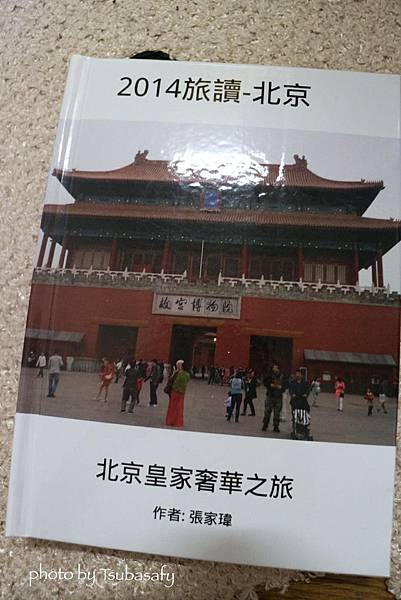 2014旅讀-北京
故宮博物院
北京皇家奢華之旅
作者: 張家瑋
photo by Tsubasafy